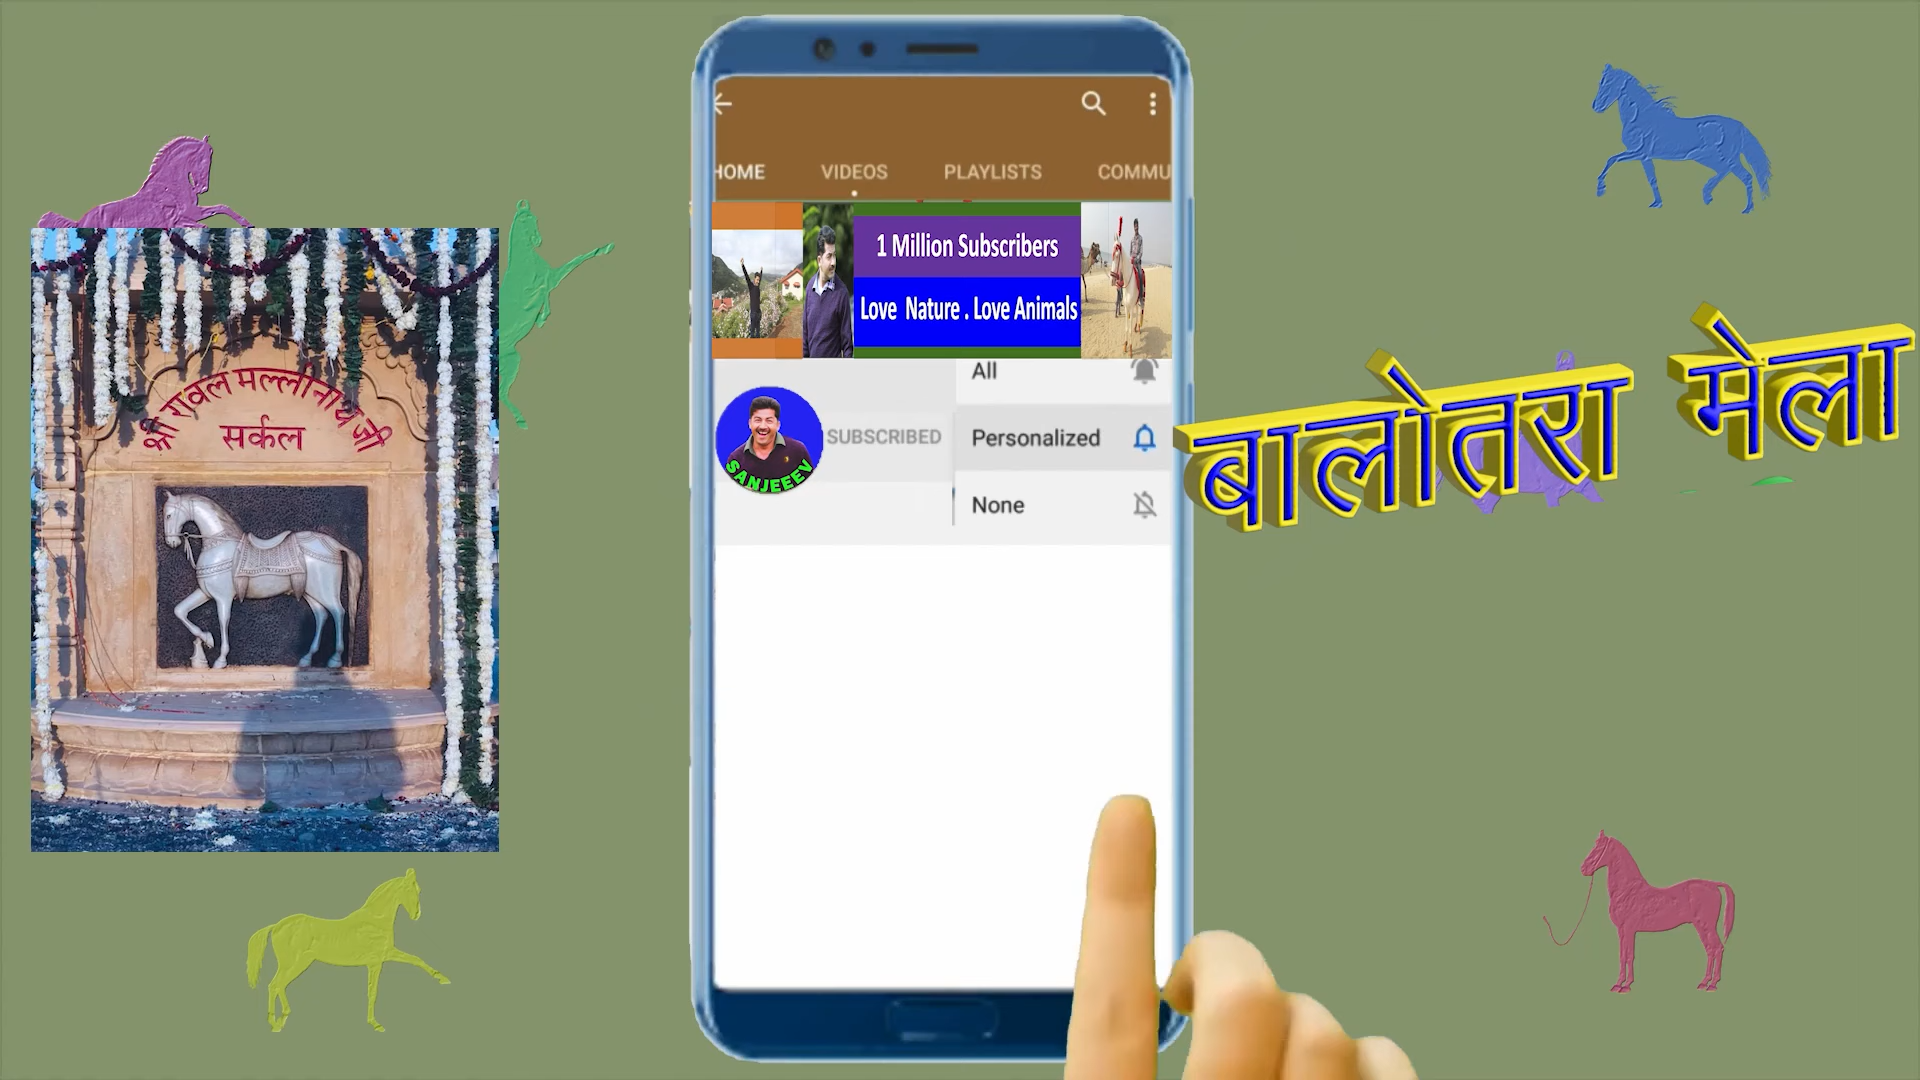 श्री रावल मल्लीनाथ जी
सर्कल
HOME VIDEOS PLAYLISTS COMMU
1 Million Subscribers
Love Nature . Love Animals
All
SUBSCRIBED
Personalized
None
SANJEEEV
बालोतरा मेला